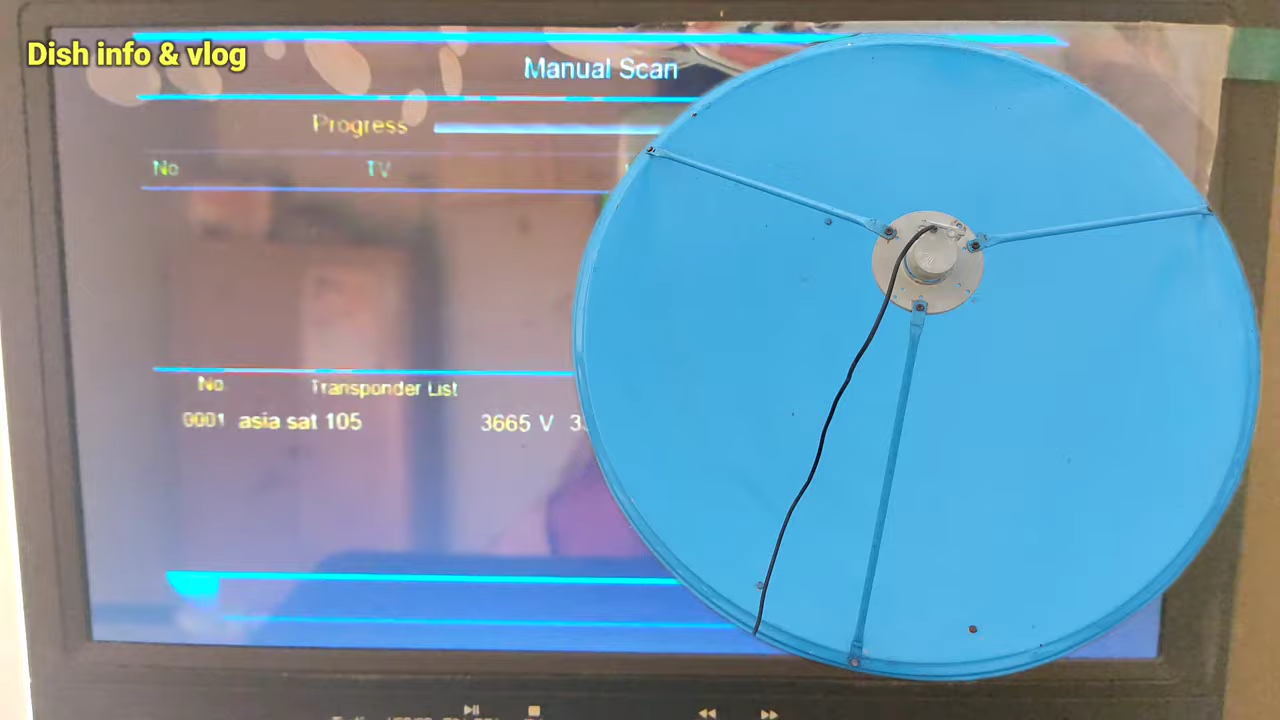 Dish info & vlog
Manual Scan
Progress
No TV
No Transponder List
0001 asia sat 105 3665 V